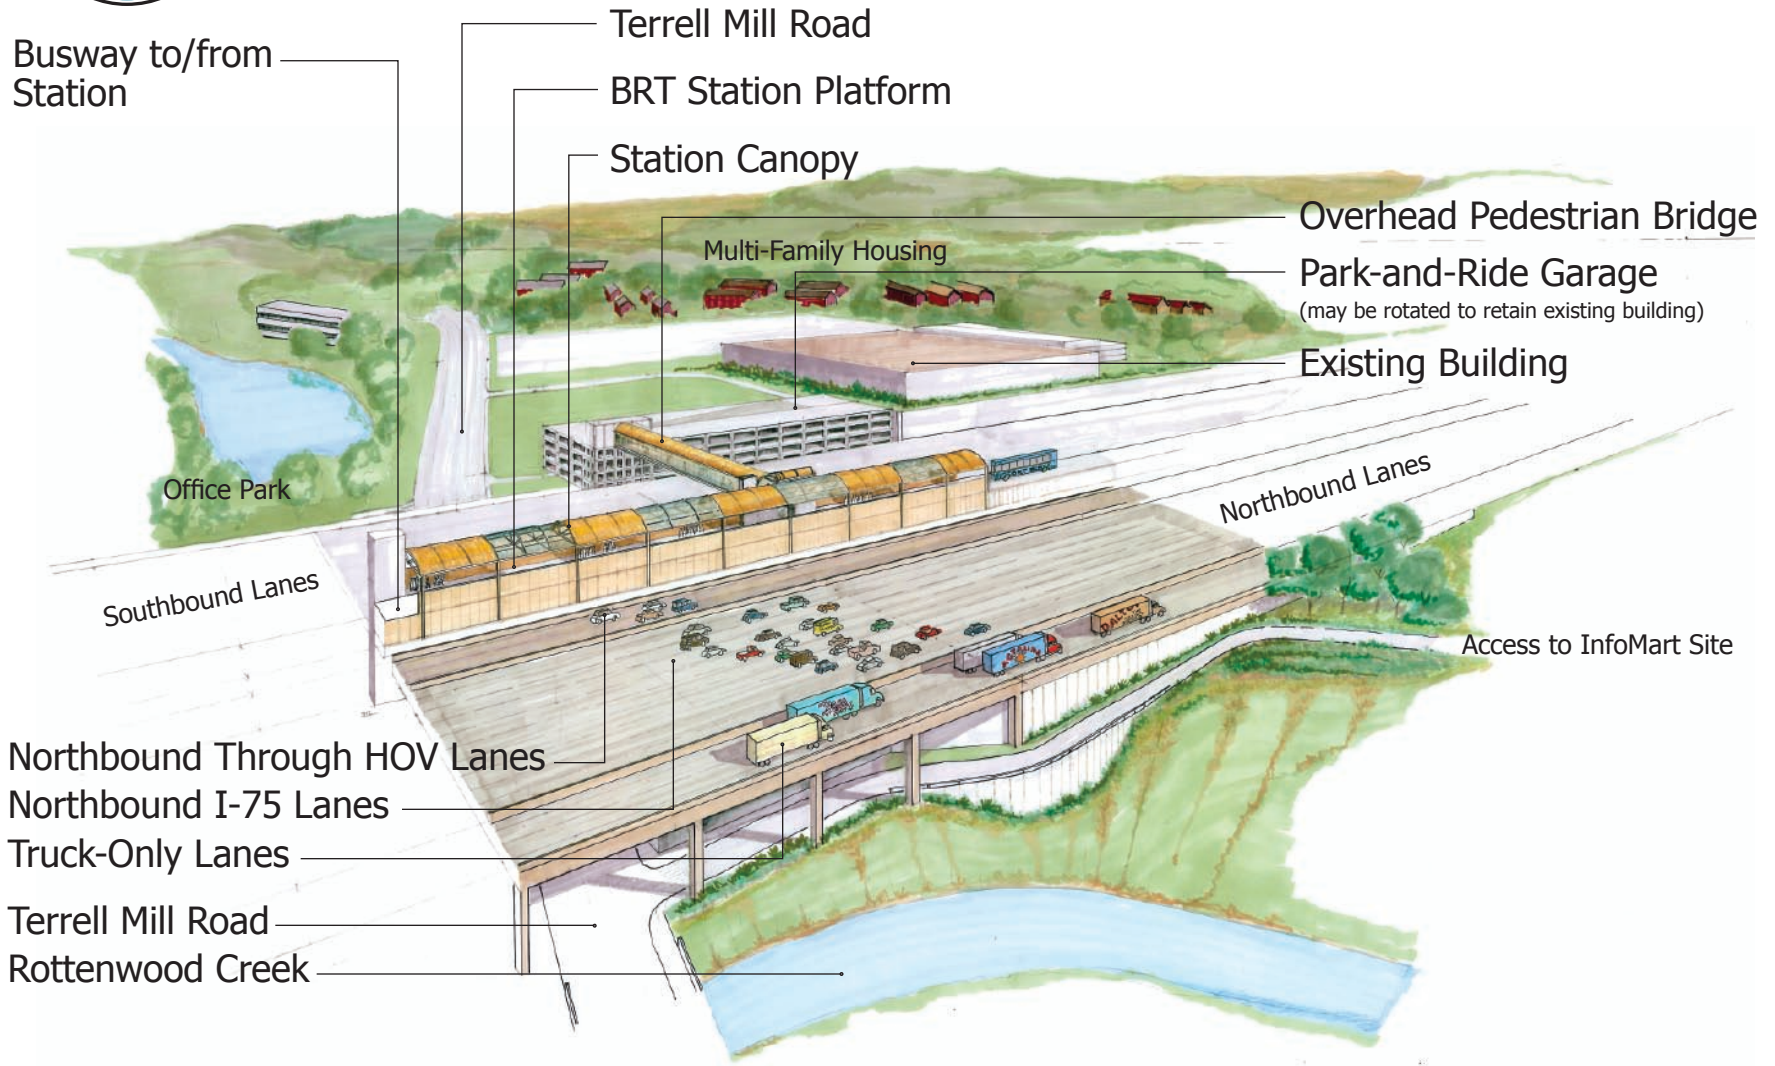 Terrell Mill Road
Busway to/from
Station
BRT Station Platform
Station Canopy
Overhead Pedestrian Bridge
Multi-Family Housing
Park-and-Ride Garage
(may be rotated to retain existing building)
Existing Building
Office Park
Northbound Lanes
Southbound Lanes
Access to InfoMart Site
Northbound Through HOV Lanes
Northbound I-75 Lanes
Truck-Only Lanes
Terrell Mill Road
Rottenwood Creek